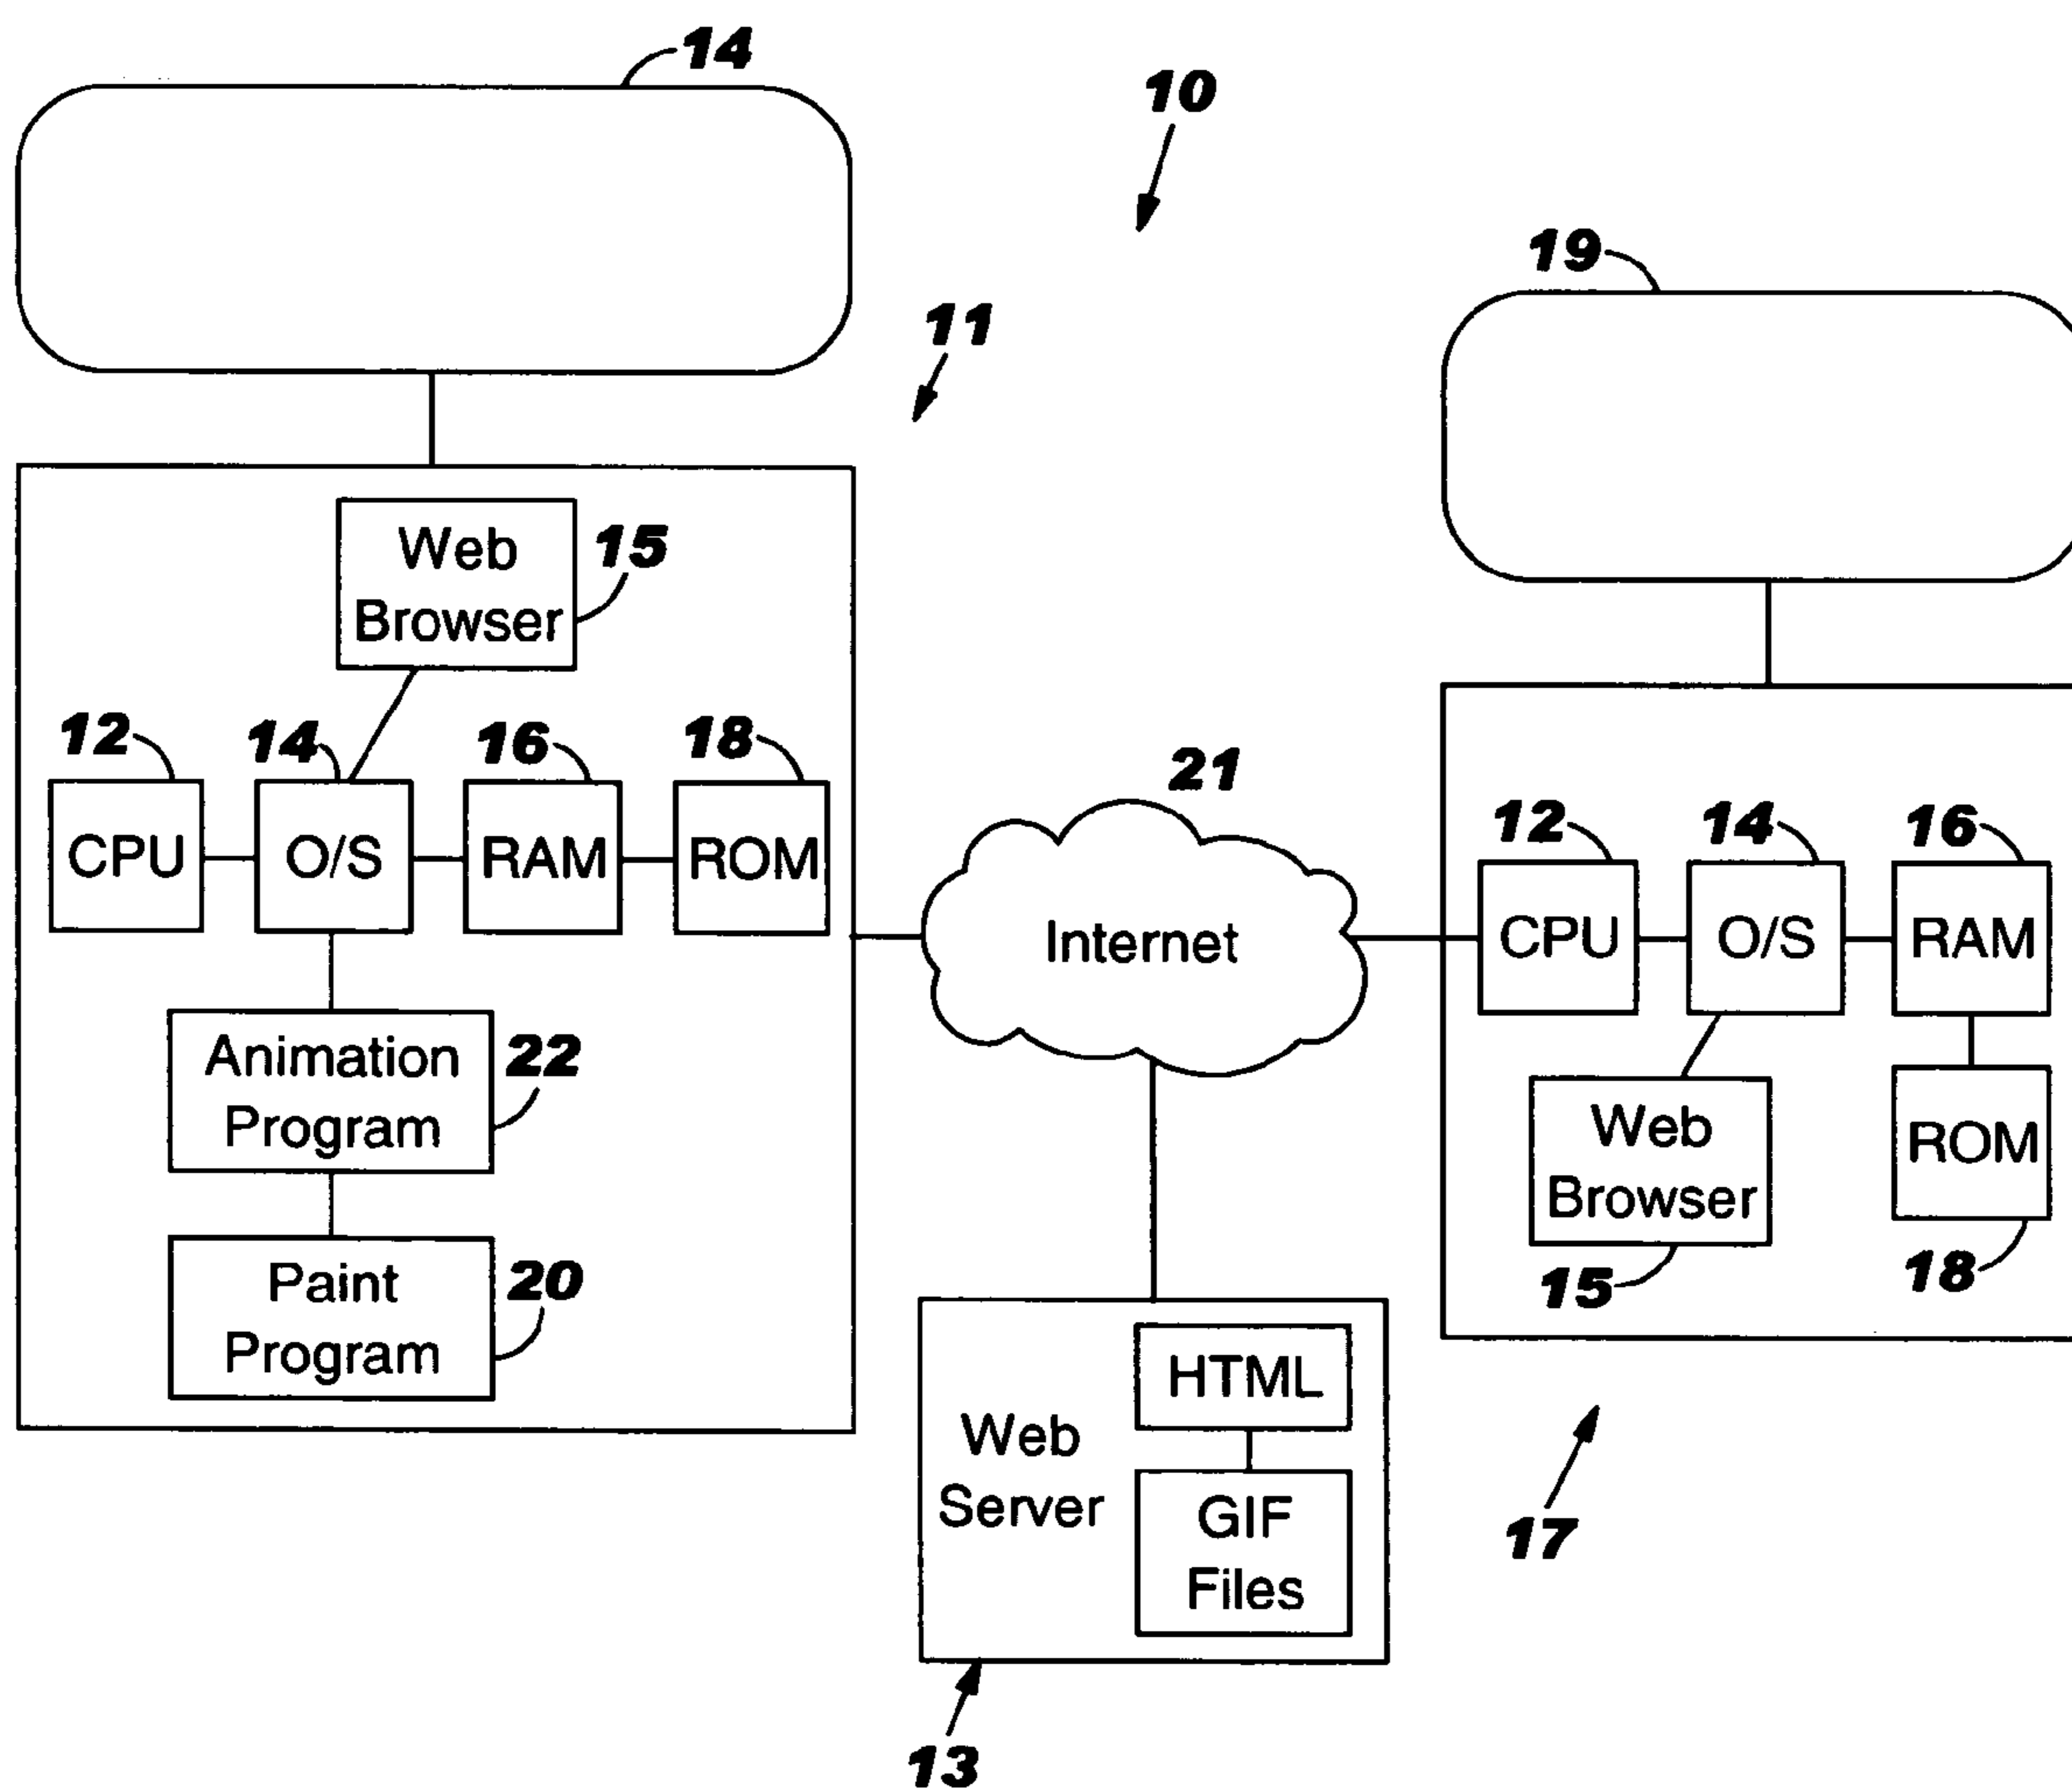 14
10
19
11
Web
Browser
15
12
14
16
18
CPU
O/S
RAM
ROM
21
Internet
12
14
16
CPU
O/S
RAM
Animation
Program
22
Web
Browser
15
ROM
18
Paint
Program
20
Web
Server
HTML
GIF
Files
17
13